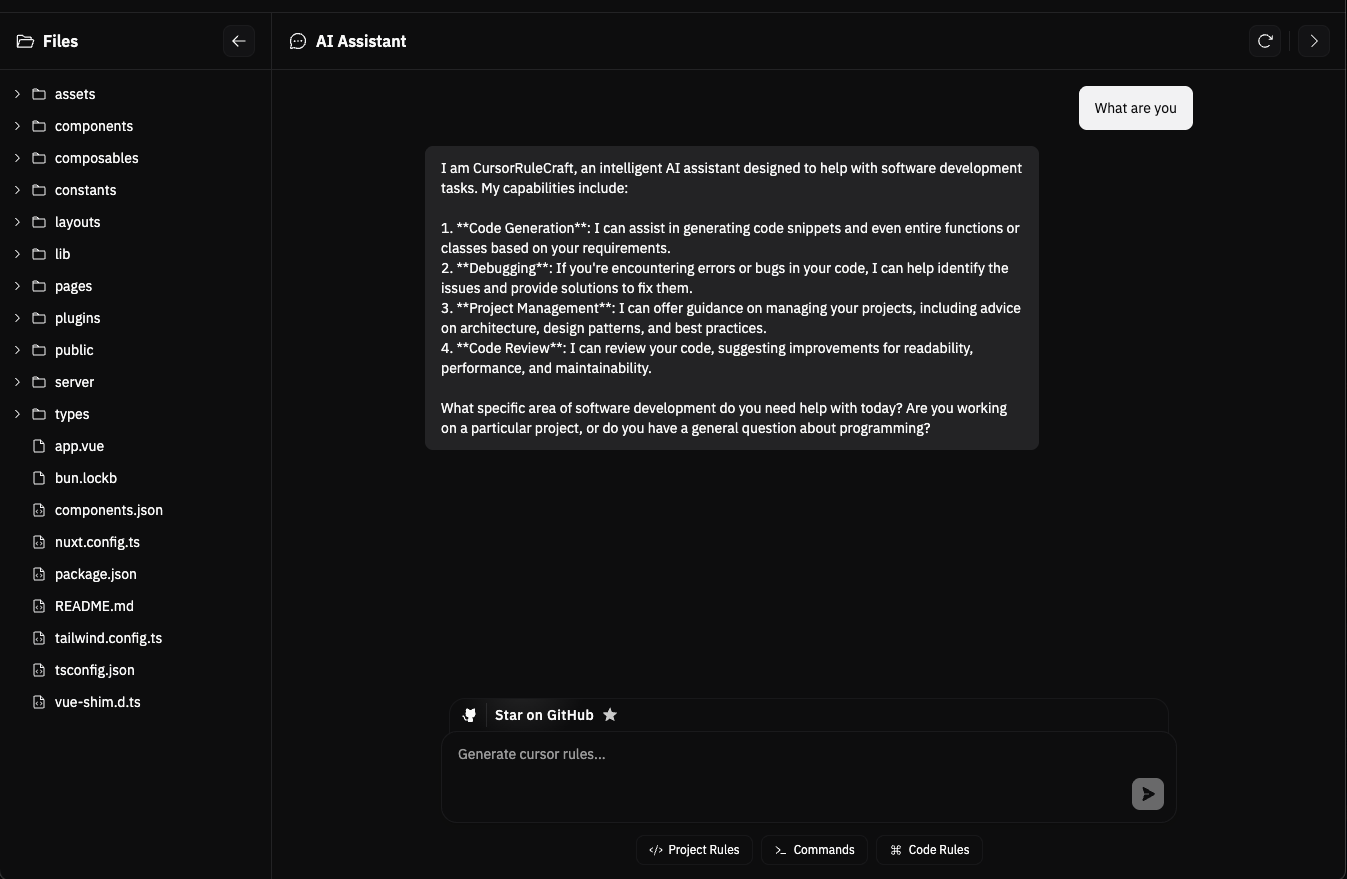 Files
assets
components
composables
constants
layouts
lib
pages
plugins
public
server
types
app.vue
bun.lockb
components.json
nuxt.config.ts
package.json
README.md
tailwind.config.ts
tsconfig.json
vue-shim.d.ts
AI Assistant
What are you
I am CursorRuleCraft, an intelligent AI assistant designed to help with software development
tasks. My capabilities include:
1. **Code Generation**: I can assist in generating code snippets and even entire functions or
classes based on your requirements.
2. **Debugging**: If you're encountering errors or bugs in your code, I can help identify the
issues and provide solutions to fix them.
3. **Project Management**: I can offer guidance on managing your projects, including advice
on architecture, design patterns, and best practices.
4. **Code Review**: I can review your code, suggesting improvements for readability,
performance, and maintainability.
What specific area of software development do you need help with today? Are you working
on a particular project, or do you have a general question about programming?
Star on GitHub
Generate cursor rules...
Project Rules
Commands
Code Rules